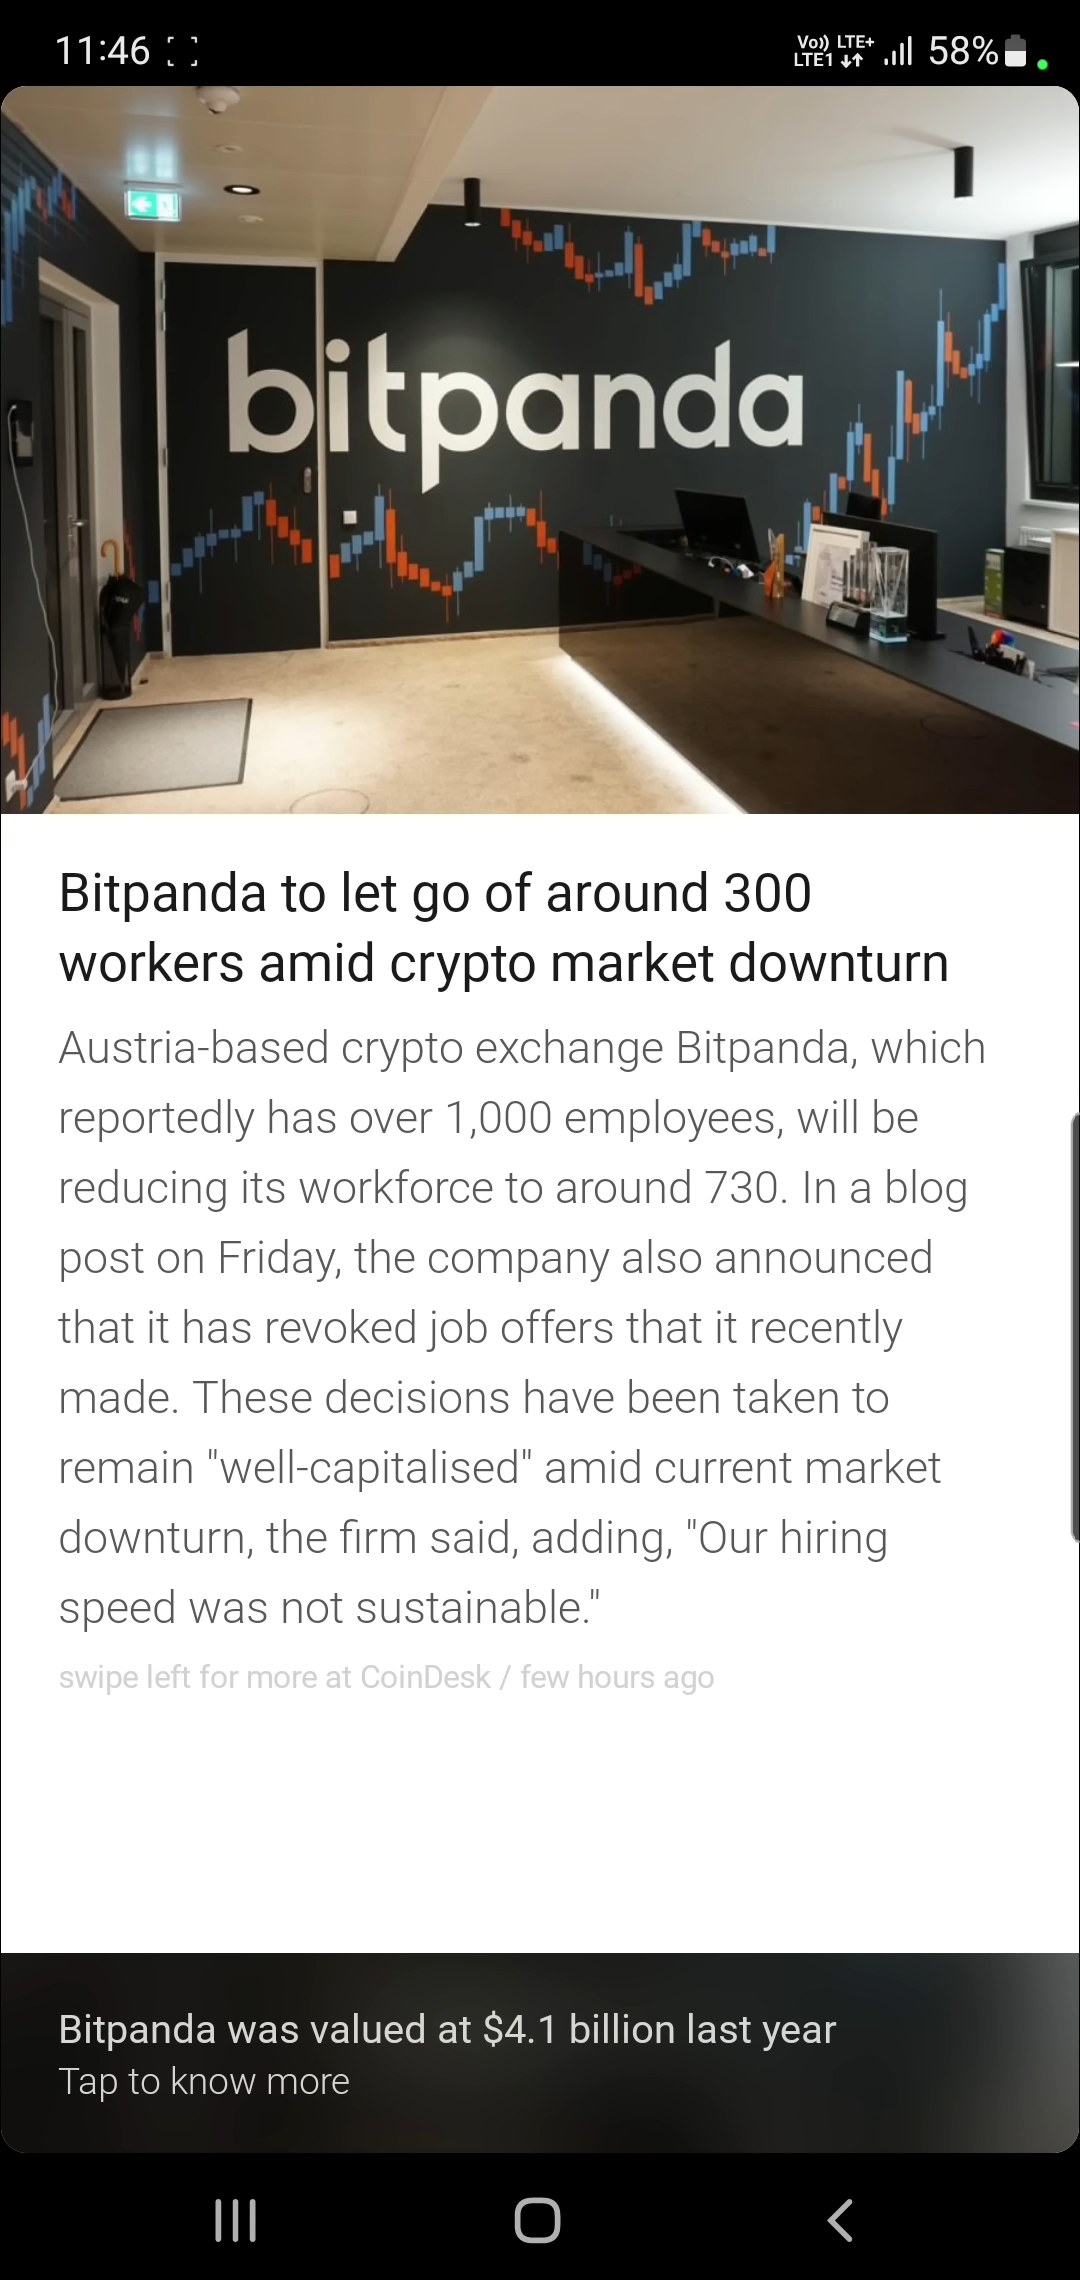 11:46
Vo)) LTE+
LTE1
58%
bitpanda
Bitpanda to let go of around 300
workers amid crypto market downturn
Austria-based crypto exchange Bitpanda, which
reportedly has over 1,000 employees, will be
reducing its workforce to around 730. In a blog
post on Friday, the company also announced
that it has revoked job offers that it recently
made. These decisions have been taken to
remain "well-capitalised" amid current market
downturn, the firm said, adding, "Our hiring
speed was not sustainable."
swipe left for more at CoinDesk / few hours ago
Bitpanda was valued at $4.1 billion last year
Tap to know more